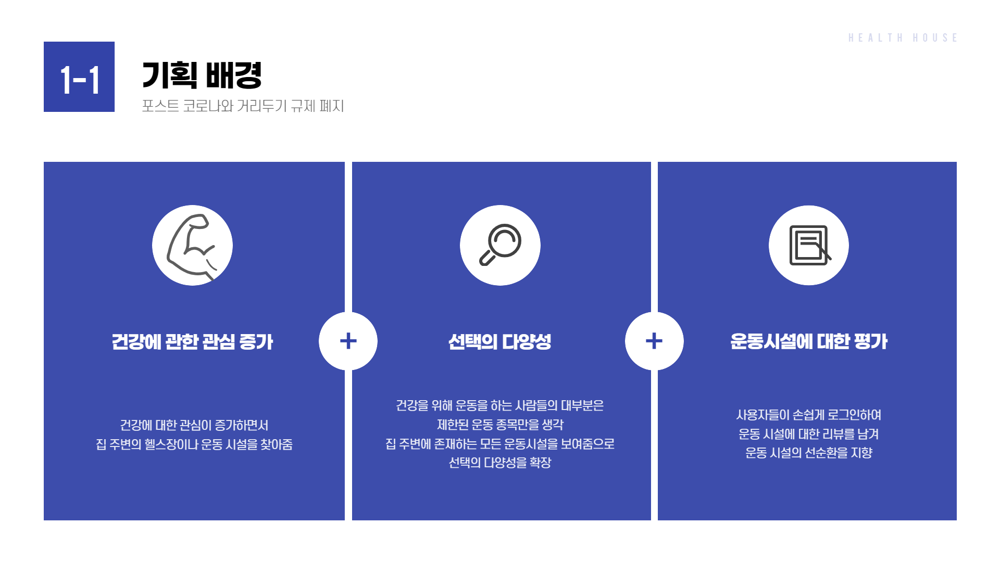 HEALTH HOUSE
1-1
기획 배경
포스트 코로나와 거리두기 규제 폐지
건강에 관한 관심 증가
건강에 대한 관심이 증가하면서
집 주변의 헬스장이나 운동 시설을 찾아줌
+
선택의 다양성
건강을 위해 운동을 하는 사람들의 대부분은
제한된 운동 종목만을 생각
집 주변에 존재하는 모든 운동시설을 보여줌으로
선택의 다양성을 확장
+
운동시설에 대한 평가
사용자들이 손쉽게 로그인하여
운동 시설에 대한 리뷰를 남겨
운동 시설의 선순환을 지향